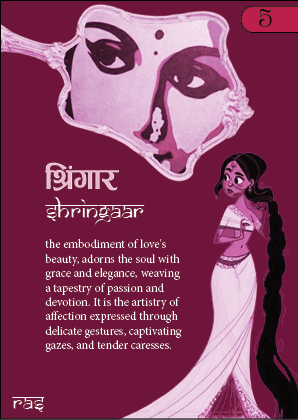 5
श्रिंगार
shringaar
the embodiment of love's
beauty, adorns the soul with
grace and elegance, weaving
a tapestry of passion and
devotion. It is the artistry of
affection expressed through
delicate gestures, captivating
gazes, and tender caresses.
ras